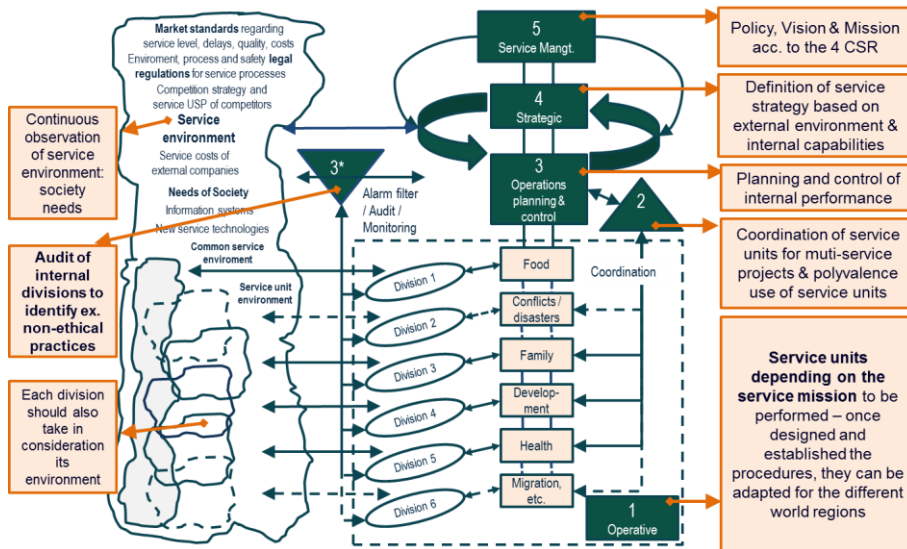 Market standards regarding
service level, delays, quality, costs
Enviroment, process and safety legal
regulations for service processes
Competition strategy and
service USP of competitors
Service
environment
Service costs of
external companies
Needs of Society
Information systems
New service technologies
Common service
enviroment
Service unit
environment
Continuous
observation
of service
environment:
society
needs
Audit of
internal
divisions to
identify ex.
non-ethical
practices
Each division
should also
take in
consideration
its
environment
3*
Alarm filter
/ Audit /
Monitoring
5
Service Mangt.
4
Strategic
3
Operations
planning &
control
2
Coordination
Division 1
Division 2
Division 3
Division 4
Division 5
Division 6
Food
Conflicts /
disasters
Family
Develop-
ment
Health
Migration,
etc.
1
Operative
Policy, Vision & Mission
acc. to the 4 CSR
Definition of service
strategy based on
external environment &
internal capabilities
Planning and control of
internal performance
Coordination of service
units for muti-service
projects & polyvalence
use of service units
Service units
depending on the
service mission to be
performed – once
designed and
established the
procedures, they can be
adapted for the different
world regions